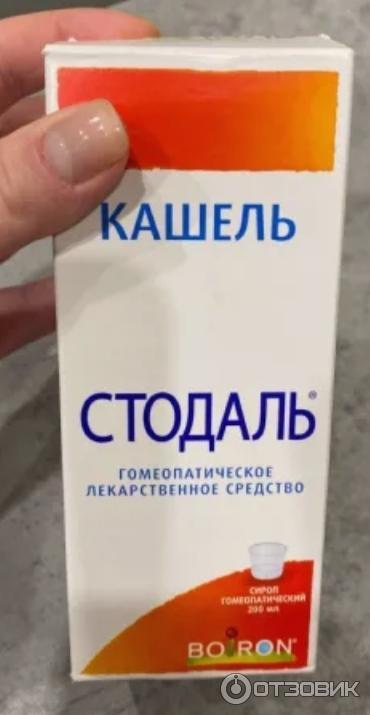 КАШЕЛЬ
СТОДАЛЬ®
ГОМЕОПАТИЧЕСКОЕ
ЛЕКАРСТВЕННОЕ СРЕДСТВО
СИРОП
ГОМЕОПАТИЧЕСКИЙ
200 мл
BOIRON®
ОТЗОВИК